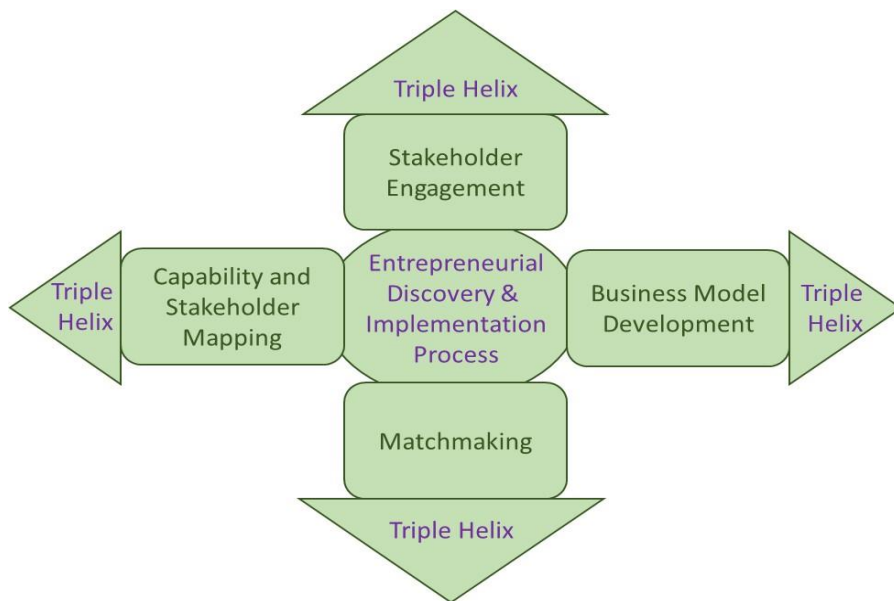 Triple Helix
Stakeholder
Engagement
Triple
Helix
Capability and
Stakeholder
Mapping
Entrepreneurial
Discovery &
Implementation
Process
Business Model
Development
Triple
Helix
Matchmaking
Triple Helix